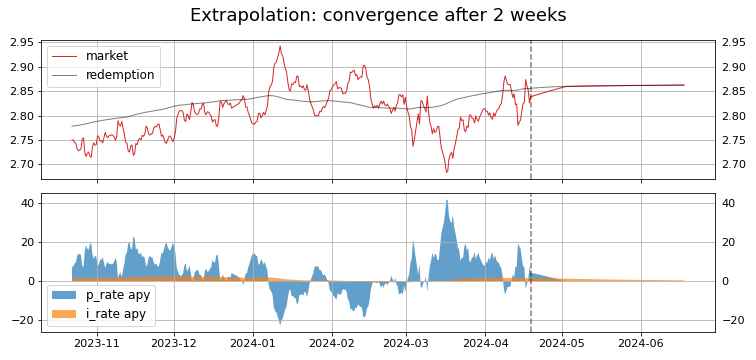 Extrapolation: convergence after 2 weeks
2.95 2.95
market
redemption
2.90 2.90
2.85 2.85
2.80 2.80
2.75 2.75
2.70 2.70
40 40
20 20
0 0
p_rate apy
i_rate apy
−20 −20
2023-11 2023-12 2024-01 2024-02 2024-03 2024-04 2024-05 2024-06